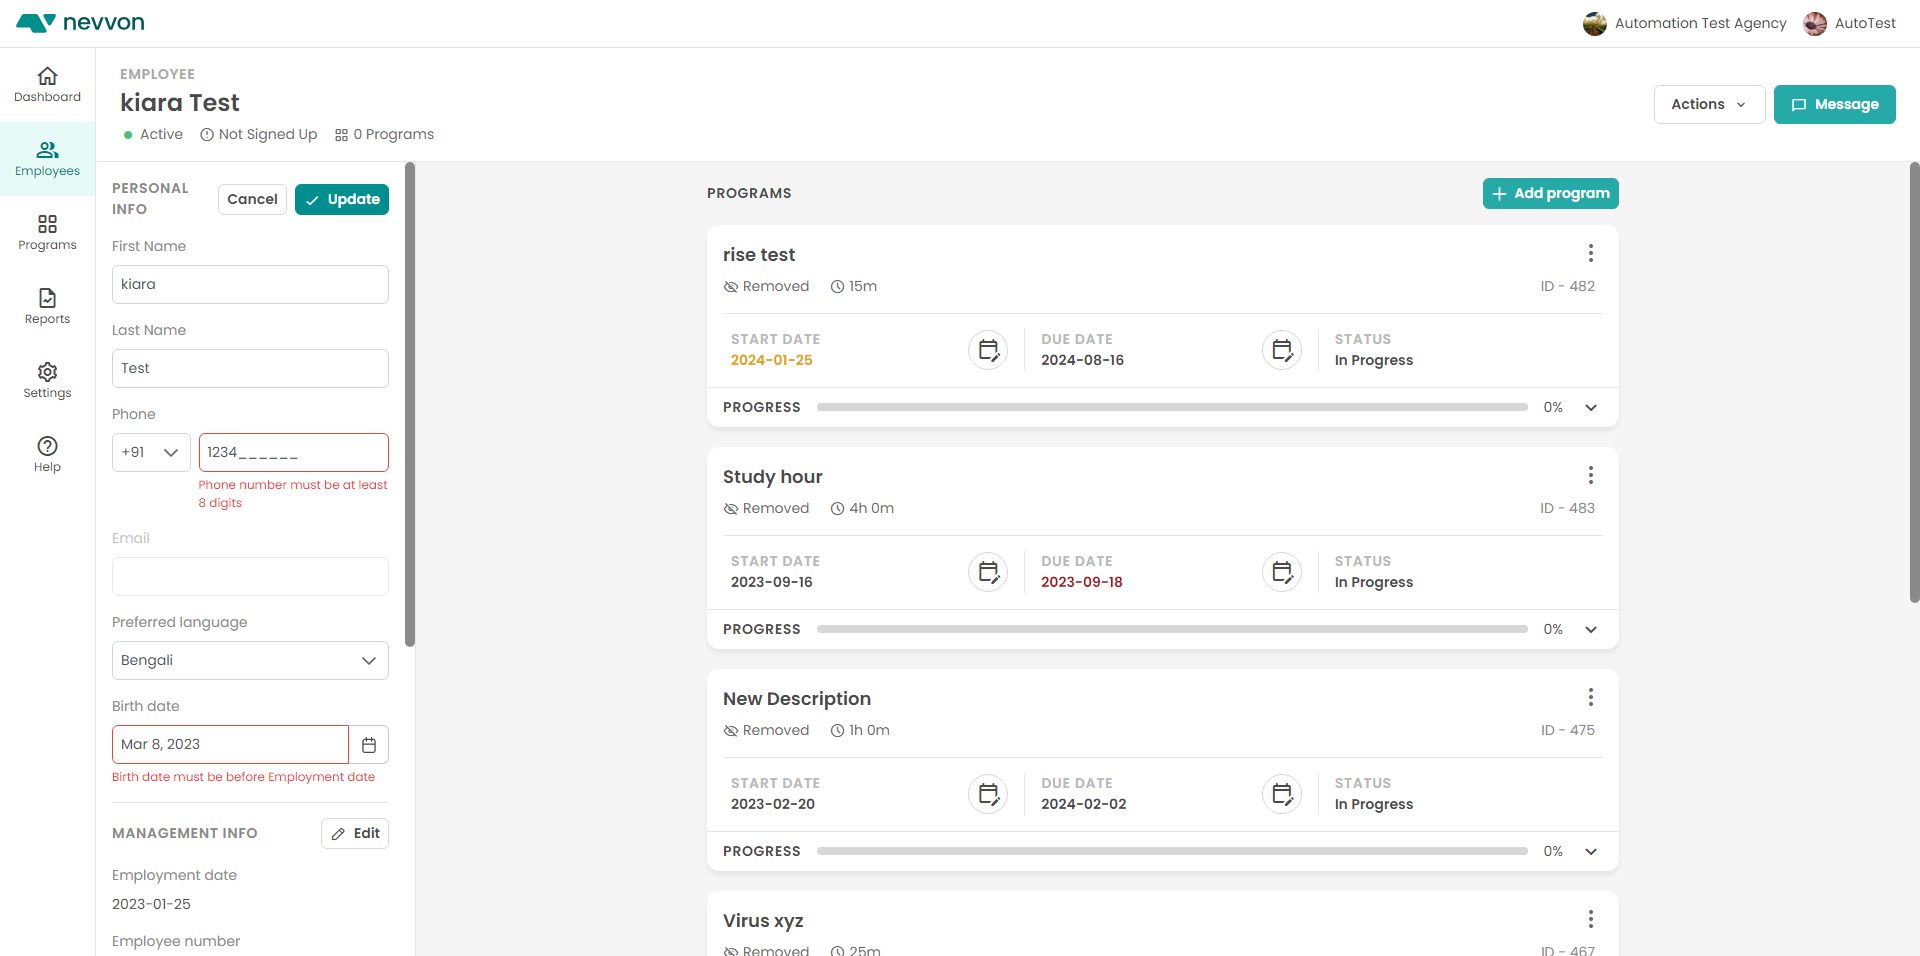 nevvon
Automation Test Agency
AutoTest
Dashboard
Employees
Programs
Reports
Settings
Help
EMPLOYEE
kiara Test
Active
Not Signed Up
0 Programs
Actions
Message
PERSONAL
INFO
Cancel
Update
First Name
kiara
Last Name
Test
Phone
+91
1234______
Phone number must be at least
8 digits
Email
Preferred language
Bengali
Birth date
Mar 8, 2023
Birth date must be before Employment date
MANAGEMENT INFO
Edit
Employment date
2023-01-25
Employee number
PROGRAMS
Add program
rise test
Removed
15m
ID - 482
START DATE
2024-01-25
DUE DATE
2024-08-16
STATUS
In Progress
PROGRESS
0%
Study hour
Removed
4h 0m
ID - 483
START DATE
2023-09-16
DUE DATE
2023-09-18
STATUS
In Progress
PROGRESS
0%
New Description
Removed
1h 0m
ID - 475
START DATE
2023-02-20
DUE DATE
2024-02-02
STATUS
In Progress
PROGRESS
0%
Virus xyz
Removed
25m
ID - 467